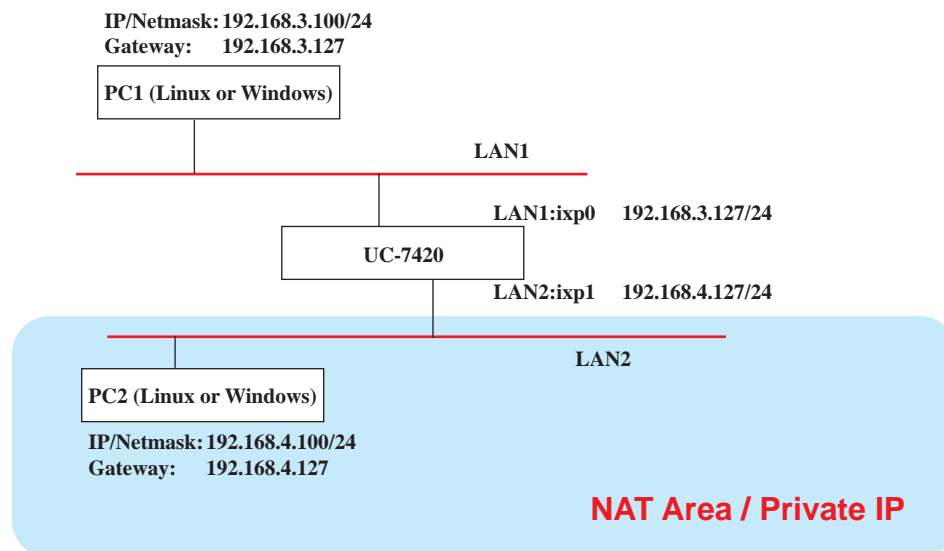 IP/Netmask: 192.168.3.100/24
Gateway: 192.168.3.127
PC1 (Linux or Windows)
LAN1
LAN1:ixp0 192.168.3.127/24
UC-7420
LAN2:ixp1 192.168.4.127/24
LAN2
PC2 (Linux or Windows)
IP/Netmask: 192.168.4.100/24
Gateway: 192.168.4.127
NAT Area / Private IP